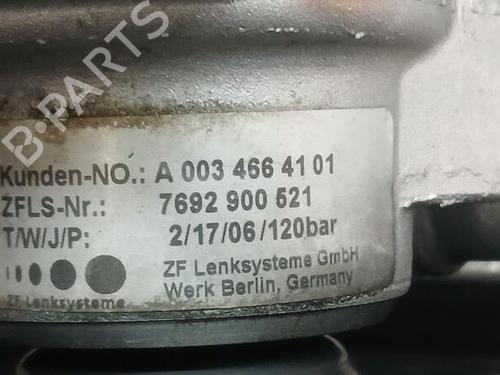 B-PARTS
Kunden-NO.: A 003 466 41 01
ZFLS-Nr.: 7692 900 521
T/W/J/P: 2/17/06/120bar
ZF Lenksysteme GmbH
Werk Berlin, Germany
ZF Lenksysteme